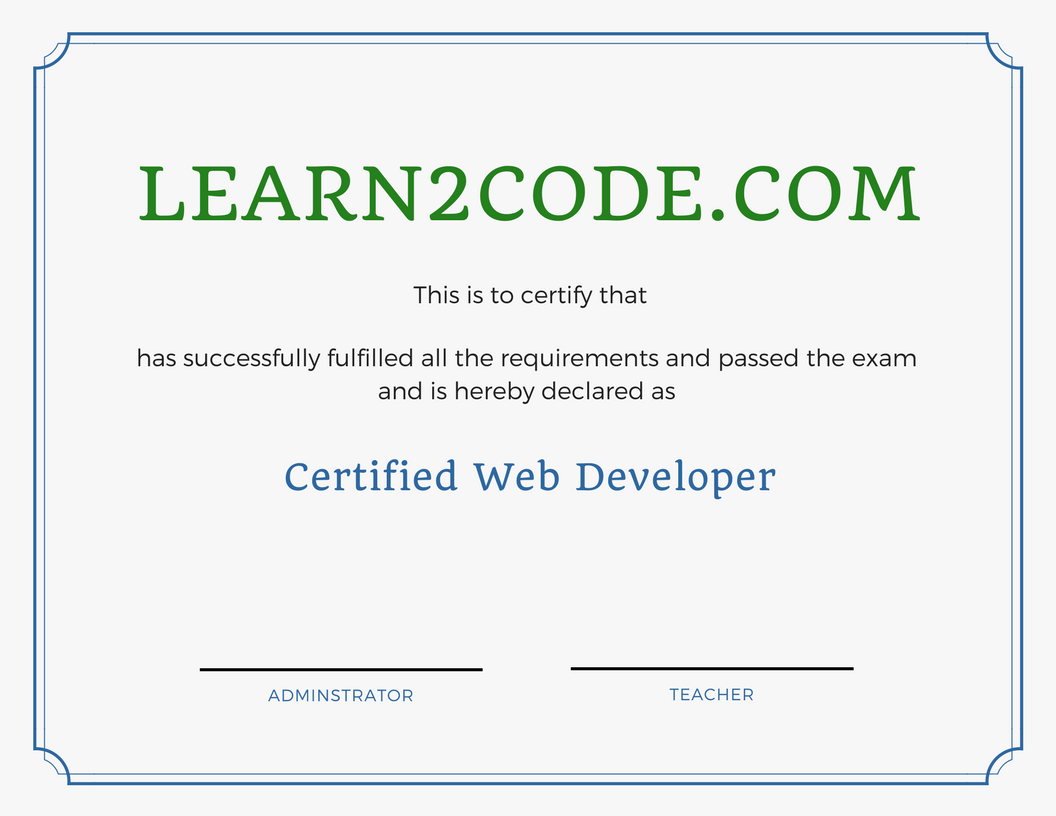 LEARN2CODE.COM
This is to certify that
has successfully fulfilled all the requirements and passed the exam
and is hereby declared as
Certified Web Developer
ADMINSTRATOR
TEACHER